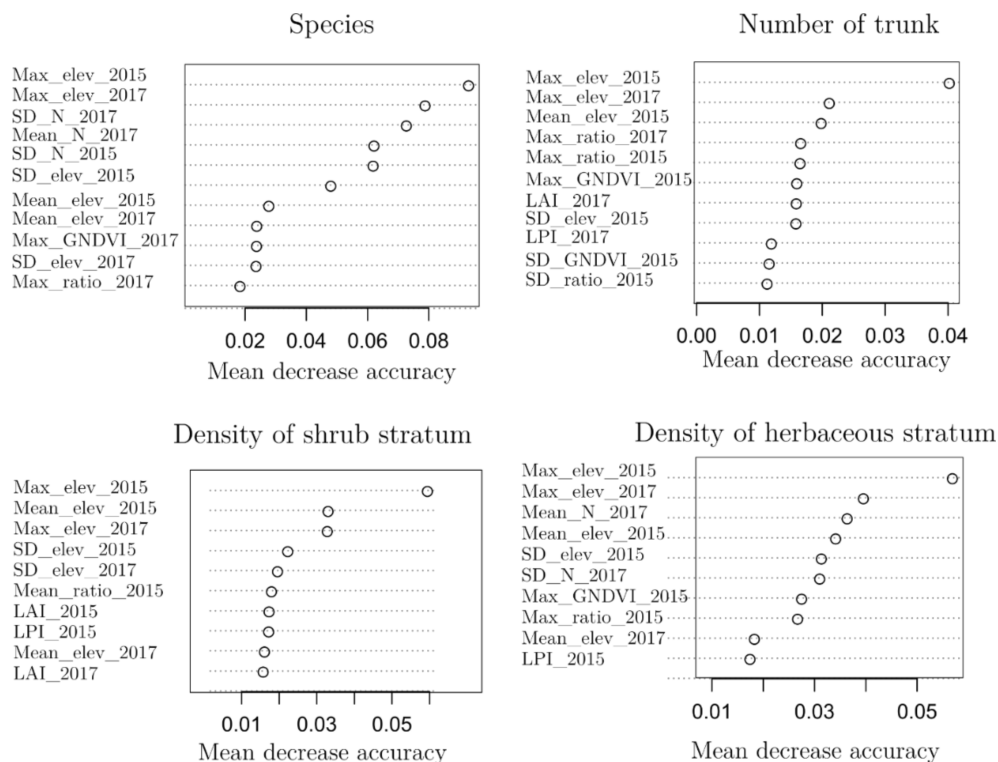 Species
Max_elev_2015
Max_elev_2017
SD_N_2017
Mean_N_2017
SD_N_2015
SD_elev_2015
Mean_elev_2015
Mean_elev_2017
Max_GNDVI_2017
SD_elev_2017
Max_ratio_2017
0.02 0.04 0.06 0.08
Mean decrease accuracy
Number of trunk
Max_elev_2015
Max_elev_2017
Mean_elev_2015
Max_ratio_2017
Max_ratio_2015
Max_GNDVI_2015
LAI_2017
SD_elev_2015
LPI_2017
SD_GNDVI_2015
SD_ratio_2015
0.00 0.01 0.02 0.03 0.04
Mean decrease accuracy
Density of shrub stratum
Max_elev_2015
Mean_elev_2015
Max_elev_2017
SD_elev_2015
SD_elev_2017
Mean_ratio_2015
LAI_2015
LPI_2015
Mean_elev_2017
LAI_2017
0.01 0.03 0.05
Mean decrease accuracy
Density of herbaceous stratum
Max_elev_2015
Max_elev_2017
Mean_N_2017
Mean_elev_2015
SD_elev_2015
SD_N_2017
Max_GNDVI_2015
Max_ratio_2015
Mean_elev_2017
LPI_2015
0.01 0.03 0.05
Mean decrease accuracy